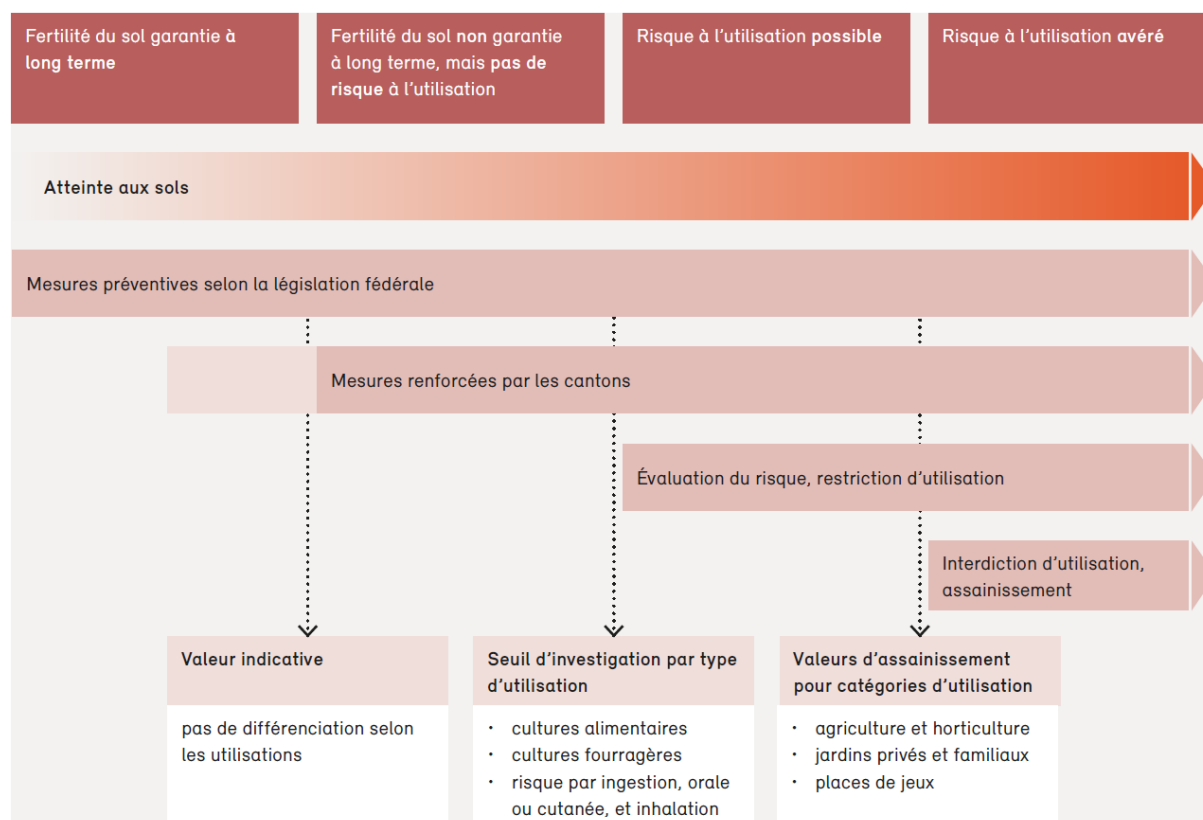 Fertilité du sol garantie à
long terme
Fertilité du sol non garantie
à long terme, mais pas de
risque à l'utilisation
Risque à l'utilisation possible
Risque à l'utilisation avéré
Atteinte aux sols
Mesures préventives selon la législation fédérale
Mesures renforcées par les cantons
Évaluation du risque, restriction d'utilisation
Interdiction d'utilisation,
assainissement
Valeur indicative
pas de différenciation selon
les utilisations
Seuil d'investigation par type
d'utilisation
• cultures alimentaires
• cultures fourragères
• risque par ingestion, orale
ou cutanée, et inhalation
Valeurs d'assainissement
pour catégories d'utilisation
• agriculture et horticulture
• jardins privés et familiaux
• places de jeux